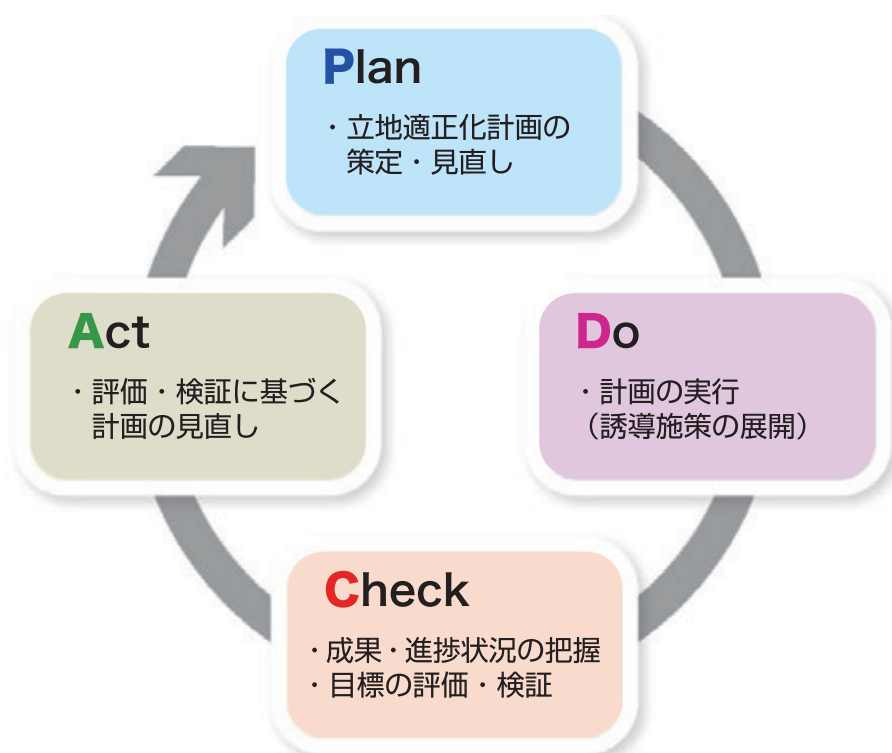 Plan
・立地適正化計画の
策定・見直し
Do
・計画の実行
（誘導施策の展開）
Check
・成果・進捗状況の把握
・目標の評価・検証
Act
・評価・検証に基づく
計画の見直し